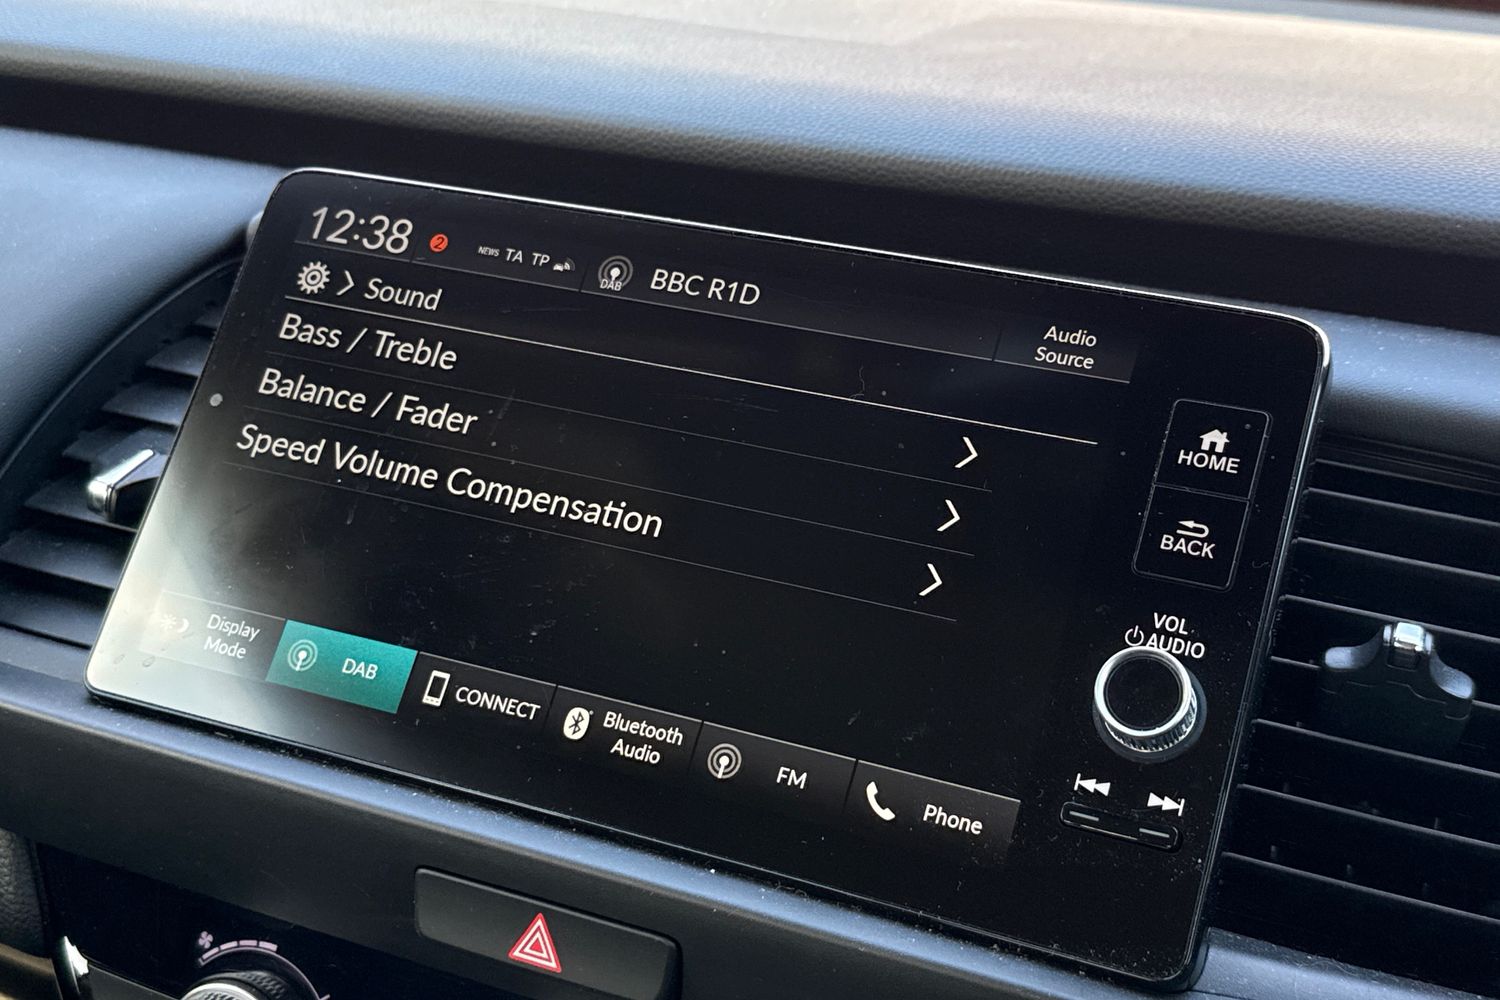 12:38
2
NEWS TA TP
DAB
BBC R1D
Audio
Source
Sound
Bass / Treble
Balance / Fader
Speed Volume Compensation
HOME
BACK
VOL
AUDIO
Display
Mode
DAB
CONNECT
Bluetooth
Audio
FM
Phone